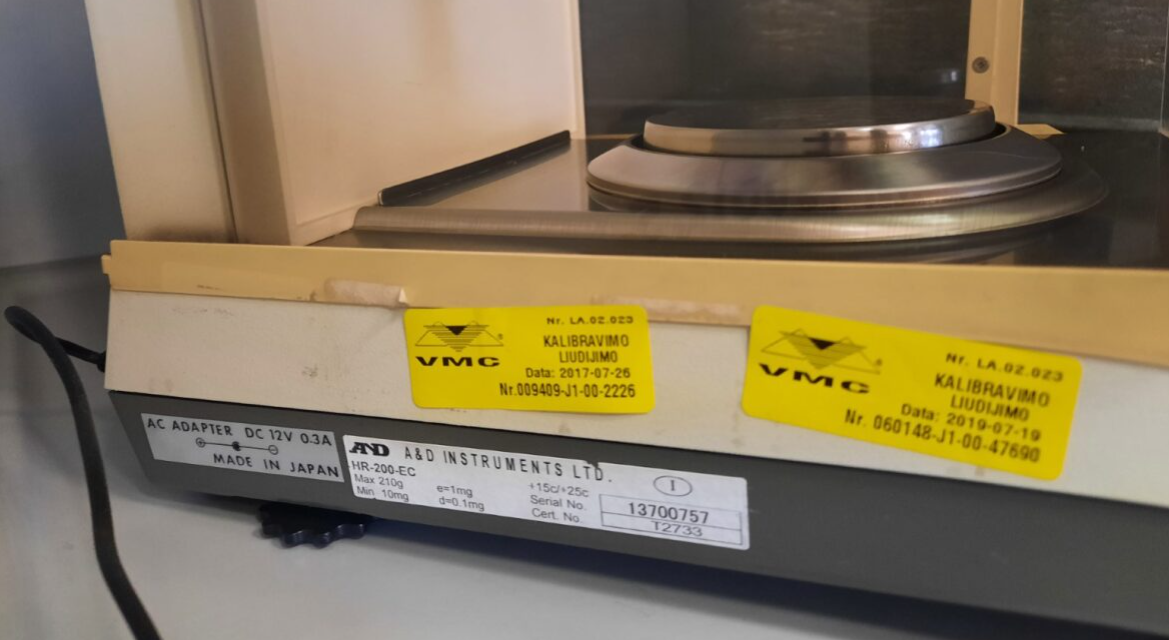 Nr. LA.02.023
VMC
KALIBRAVIMO
LIUDIJIMO
Data: 2017-07-26
Nr.009409-J1-00-2226
Nr. LA.02.023
VMC
KALIBRAVIMO
LIUDIJIMO
Data: 2019-07-19
Nr. 060148-J1-00-47690
AC ADAPTER DC 12V 0.3A
MADE IN JAPAN
AND A&D INSTRUMENTS LTD.
HR-200-EC
Max 210g
Min 10mg
e=1mg
d=0.1mg
+15c/+25c
Serial No.
Cert. No.
I
13700757
T2733